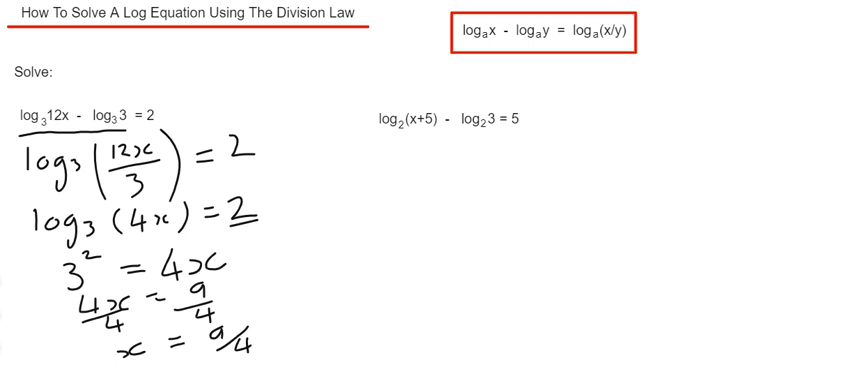 How To Solve A Log Equation Using The Division Law
logₐx - logₐy = logₐ(x/y)
Solve:
log₃12x - log₃3 = 2
log₃(12x/3) = 2
log₃(4x) = 2
3² = 4x
4x/4 = 9/4
x = 9/4
log₂(x+5) - log₂3 = 5